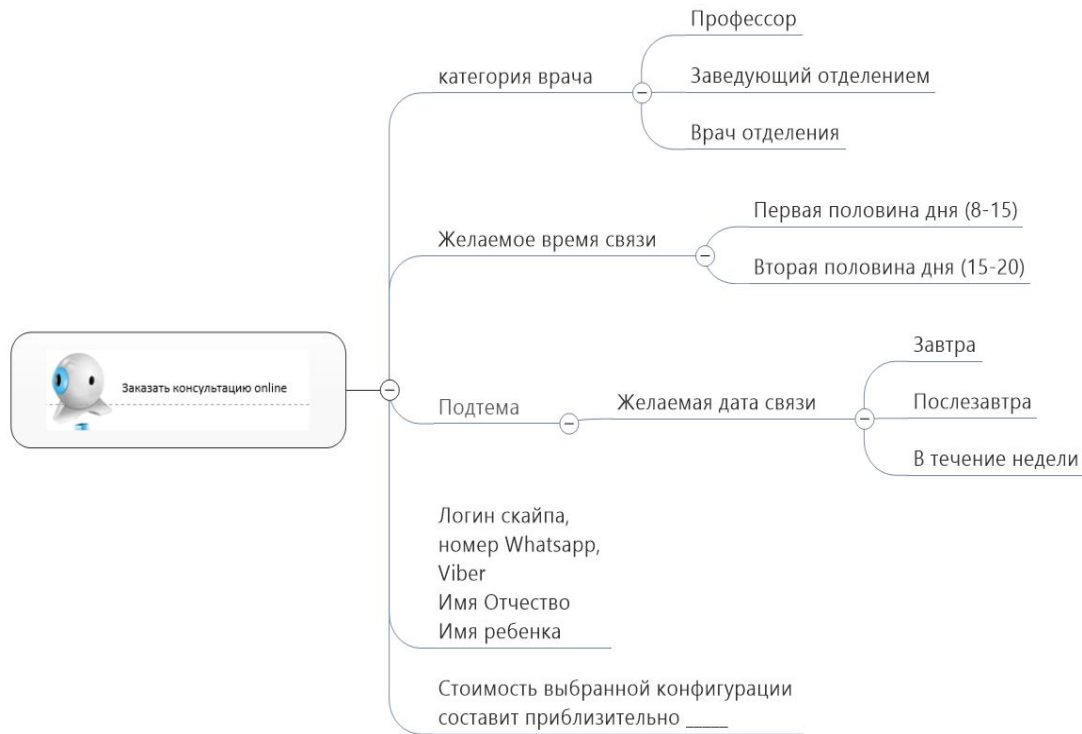 Заказать консультацию online
категория врача
Профессор
Заведующий отделением
Врач отделения
Желаемое время связи
Первая половина дня (8-15)
Вторая половина дня (15-20)
Подтема
Желаемая дата связи
Завтра
Послезавтра
В течение недели
Логин скайпа,
номер Whatsapp,
Viber
Имя Отчество
Имя ребенка
Стоимость выбранной конфигурации
составит приблизительно _____